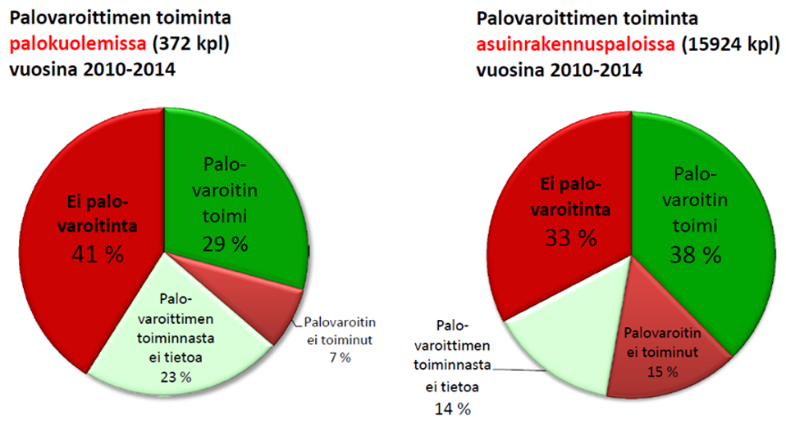 Palovaroittimen toiminta
palokuolemissa (372 kpl)
vuosina 2010-2014
Ei palo-
varoitinta
41 %
Palo-
varoitin
toimi
29 %
Palo-
varoittimen
toiminnasta
ei tietoa
23 %
Palovaroitin
ei toiminut
7 %
Palovaroittimen toiminta
asuinrakennuspaloissa (15924 kpl)
vuosina 2010-2014
Ei palo-
varoitinta
33 %
Palo-
varoitin
toimi
38 %
Palo-
varoittimen
toiminnasta
ei tietoa
14 %
Palovaroitin
ei toiminut
15 %